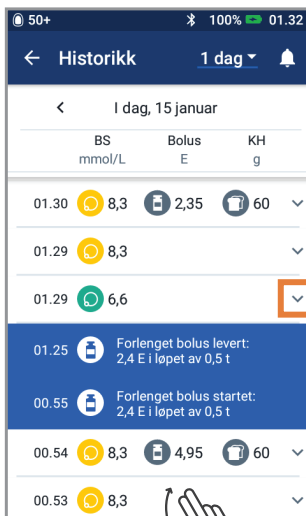 50+ 100% 01.32
Historikk 1 dag
I dag, 15 januar
BS Bolus KH
mmol/L E g
01.30 8,3 2,35 60
01.29 8,3
01.29 6,6
01.25 Forlenget bolus levert:
2,4 E i løpet av 0,5 t
00.55 Forlenget bolus startet:
2,4 E i løpet av 0,5 t
00.54 8,3 4,95 60
00.53 8,3